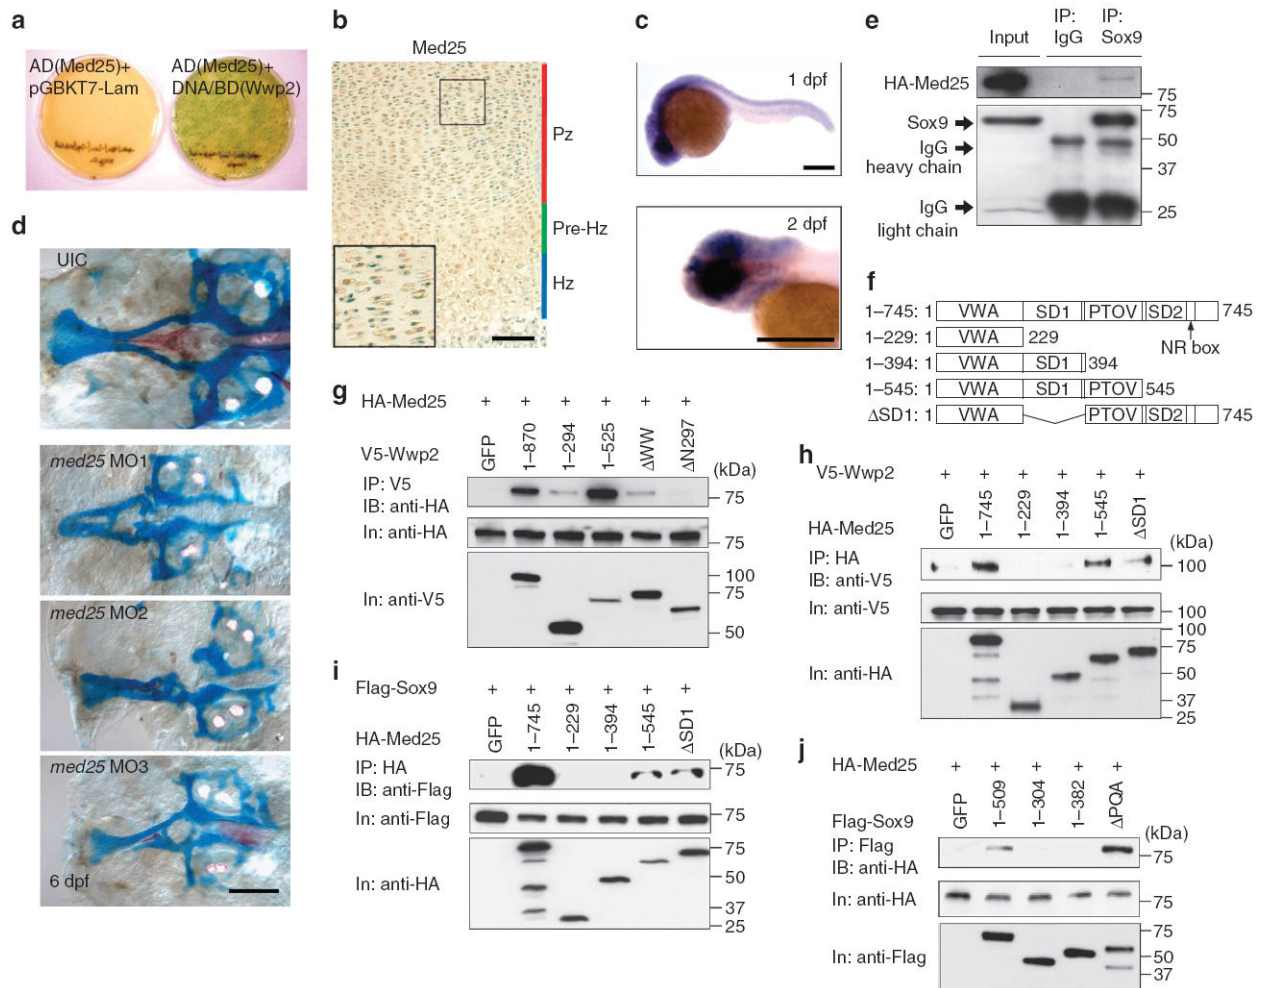 a
AD(Med25)+
pGBKT7-Lam
AD(Med25)+
DNA/BD(Wwp2)
b
Med25
Pz
Pre-Hz
Hz
c
1 dpf
2 dpf
d
UIC
med25 MO1
med25 MO2
med25 MO3
6 dpf
e
Input
IP:
IgG
IP:
Sox9
HA-Med25
75
Sox9
IgG
heavy chain
IgG
light chain
75
50
37
25
f
1–745: 1 VWA SD1 PTOV SD2 745
NR box
1–229: 1 VWA 229
1–394: 1 VWA SD1 394
1–545: 1 VWA SD1 PTOV 545
ΔSD1: 1 VWA PTOV SD2 745
g
HA-Med25 + + + + + +
V5-Wwp2 GFP 1–870 1–294 1–525 ΔWW ΔN297
(kDa)
IP: V5
IB: anti-HA
75
In: anti-HA
75
In: anti-V5
100
75
50
h
V5-Wwp2 + + + + + +
HA-Med25 GFP 1–745 1–229 1–394 1–545 ΔSD1
(kDa)
IP: HA
IB: anti-V5
100
In: anti-V5
100
In: anti-HA
100
75
50
37
25
i
Flag-Sox9 + + + + + +
HA-Med25 GFP 1–745 1–229 1–394 1–545 ΔSD1
(kDa)
IP: HA
IB: anti-Flag
75
In: anti-Flag
75
In: anti-HA
75
50
37
25
j
HA-Med25 + + + + +
Flag-Sox9 GFP 1–509 1–304 1–382 ΔPQA
(kDa)
IP: Flag
IB: anti-HA
75
In: anti-HA
75
In: anti-Flag
75
50
37